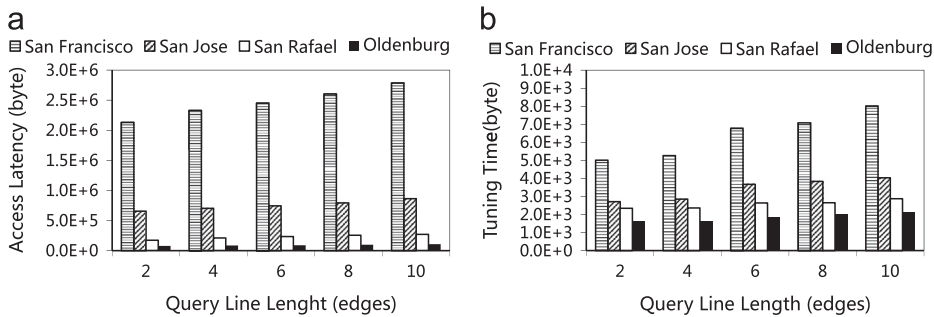 a
San Francisco San Jose San Rafael Oldenburg
Access Latency (byte)
3.0E+6
2.5E+6
2.0E+6
1.0E+6
1.0E+6
5.0E+5
0.0E+0
2 4 6 8 10
Query Line Lenght (edges)
b
San Francisco San Jose San Rafael Oldenburg
Tuning Time(byte)
1.0E+4
9.0E+3
8.0E+3
7.0E+3
6.0E+3
5.0E+3
4.0E+3
3.0E+3
2.0E+3
1.0E+3
0.0E+0
2 4 6 8 10
Query Line Length (edges)